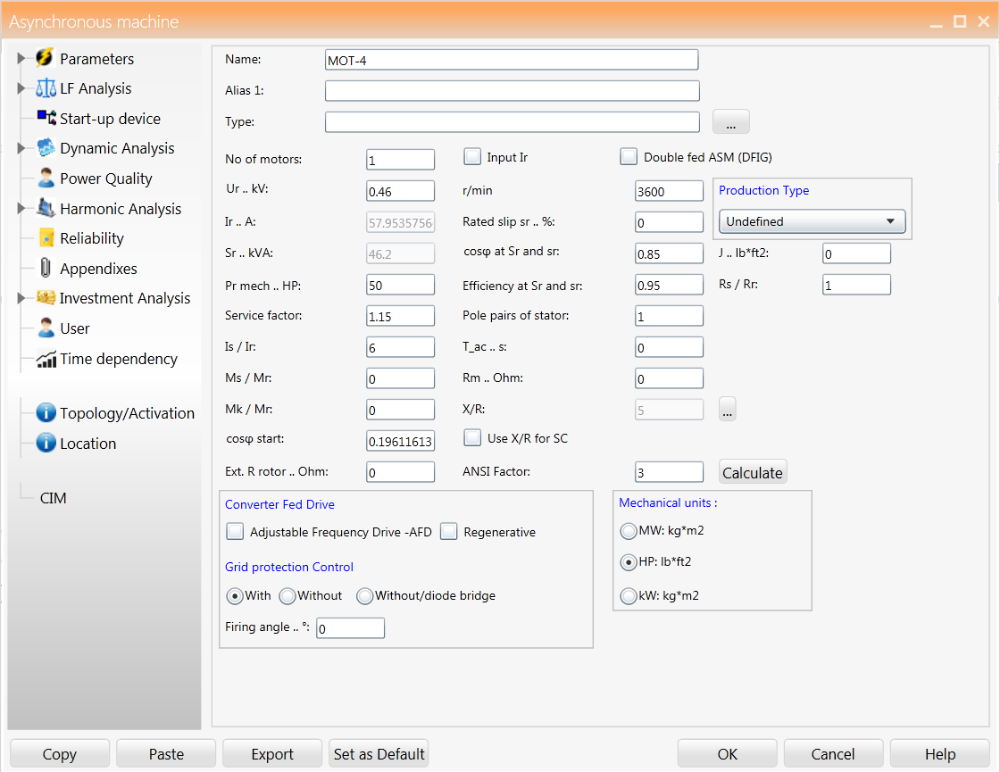 Asynchronous machine
Parameters
LF Analysis
Start-up device
Dynamic Analysis
Power Quality
Harmonic Analysis
Reliability
Appendixes
Investment Analysis
User
Time dependency
Topology/Activation
Location
CIM
Name: MOT-4
Alias 1:
Type: ...
No of motors: 1 Input Ir Double fed ASM (DFIG)
Ur .. kV: 0.46 r/min 3600 Production Type
Ir .. A: 57.9535756 Rated slip sr .. %: 0 Undefined
Sr .. kVA: 46.2 cosφ at Sr and sr: 0.85 J .. lb*ft2: 0
Pr mech .. HP: 50 Efficiency at Sr and sr: 0.95 Rs / Rr: 1
Service factor: 1.15 Pole pairs of stator: 1
Is / Ir: 6 T_ac .. s: 0
Ms / Mr: 0 Rm .. Ohm: 0
Mk / Mr: 0 X/R: 5 ...
cosφ start: 0.19611613 Use X/R for SC
Ext. R rotor .. Ohm: 0 ANSI Factor: 3 Calculate
Converter Fed Drive
Adjustable Frequency Drive -AFD Regenerative
Grid protection Control
With Without Without/diode bridge
Firing angle .. °: 0
Mechanical units :
MW: kg*m2
HP: lb*ft2
kW: kg*m2
Copy Paste Export Set as Default OK Cancel Help